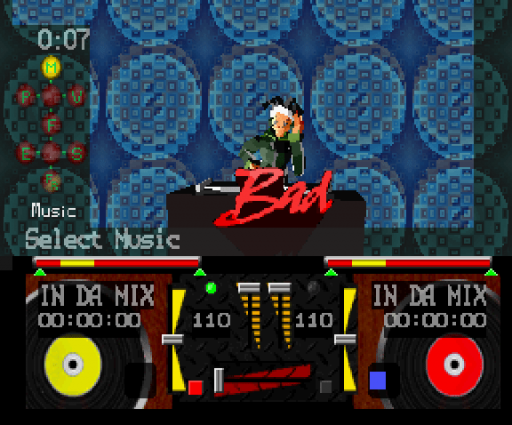 0:07
M
P V
F
E S
Bad
Music
Select Music
IN DA MIX IN DA MIX
00:00:00 110 110 00:00:00